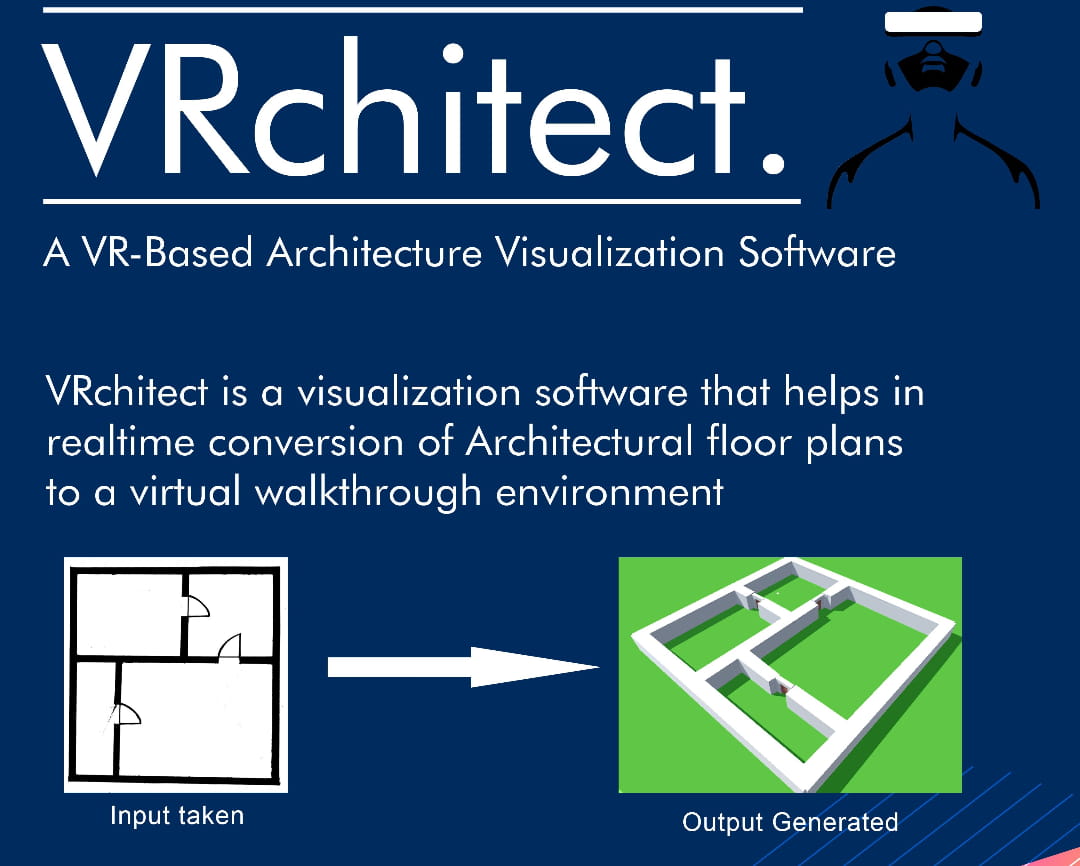 VRchitect.
A VR-Based Architecture Visualization Software
VRchitect is a visualization software that helps in
realtime conversion of Architectural floor plans
to a virtual walkthrough environment
Input taken
Output Generated